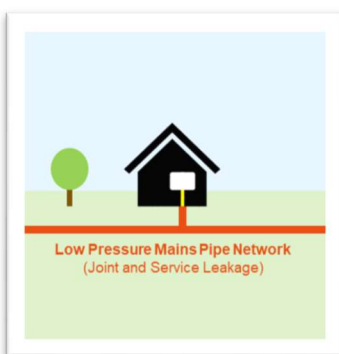 Low Pressure Mains Pipe Network
(Joint and Service Leakage)